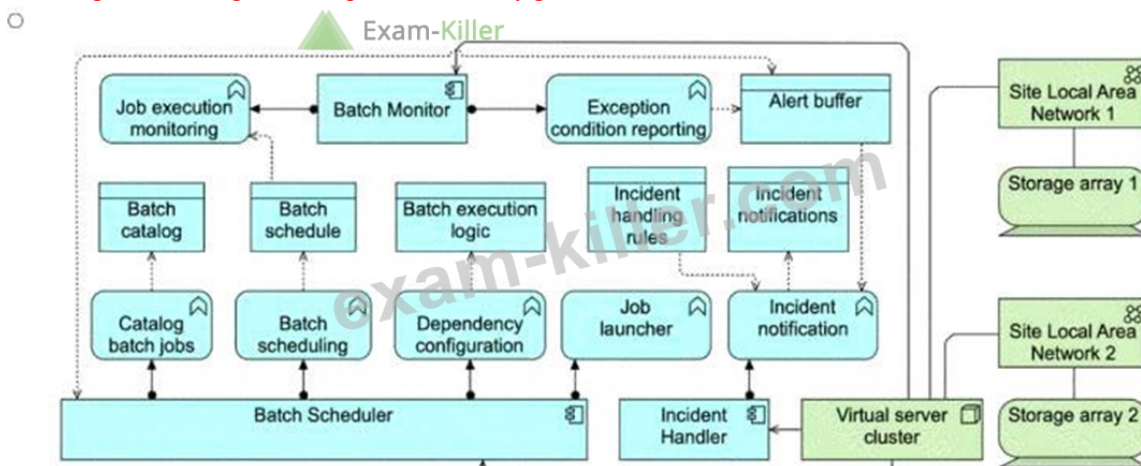 Exam-Killer
Job execution
monitoring
Batch Monitor
Exception
condition reporting
Alert buffer
Site Local Area
Network 1
Storage array 1
Batch
catalog
Batch
schedule
Batch execution
logic
Incident
handling
rules
Incident
notifications
exam-killer.com
Catalog
batch jobs
Batch
scheduling
Dependency
configuration
Job
launcher
Incident
notification
Site Local Area
Network 2
Storage array 2
Batch Scheduler
Incident
Handler
Virtual server
cluster